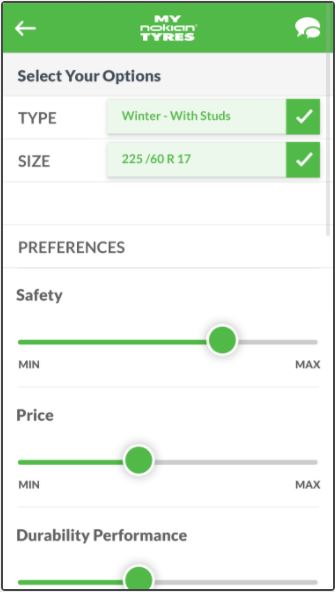 MY
nokian
TYRES
Select Your Options
TYPE Winter - With Studs
SIZE 225 /60 R 17
PREFERENCES
Safety
MIN MAX
Price
MIN MAX
Durability Performance